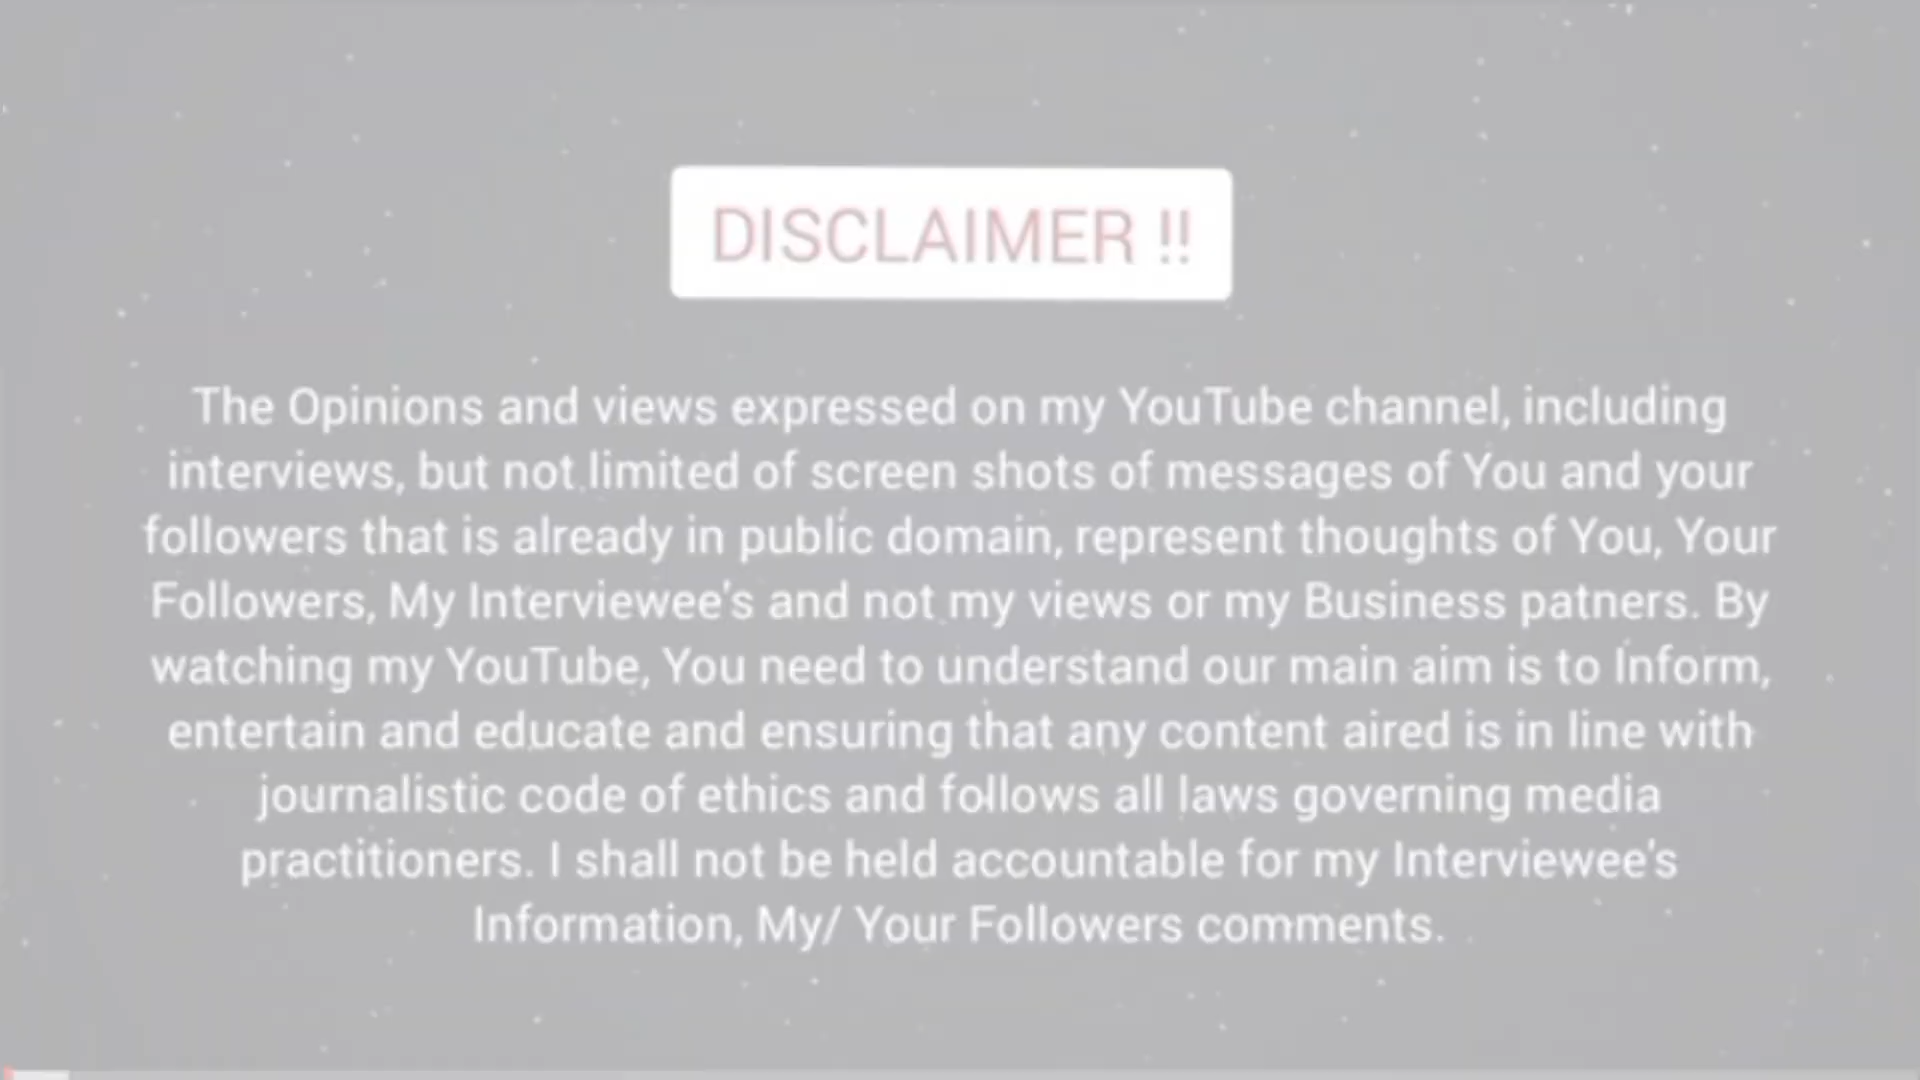 DISCLAIMER !!
The Opinions and views expressed on my YouTube channel, including
interviews, but not limited of screen shots of messages of You and your
followers that is already in public domain, represent thoughts of You, Your
Followers, My Interviewee's and not my views or my Business patners. By
watching my YouTube, You need to understand our main aim is to Inform,
entertain and educate and ensuring that any content aired is in line with
journalistic code of ethics and follows all laws governing media
practitioners. I shall not be held accountable for my Interviewee's
Information, My/ Your Followers comments.